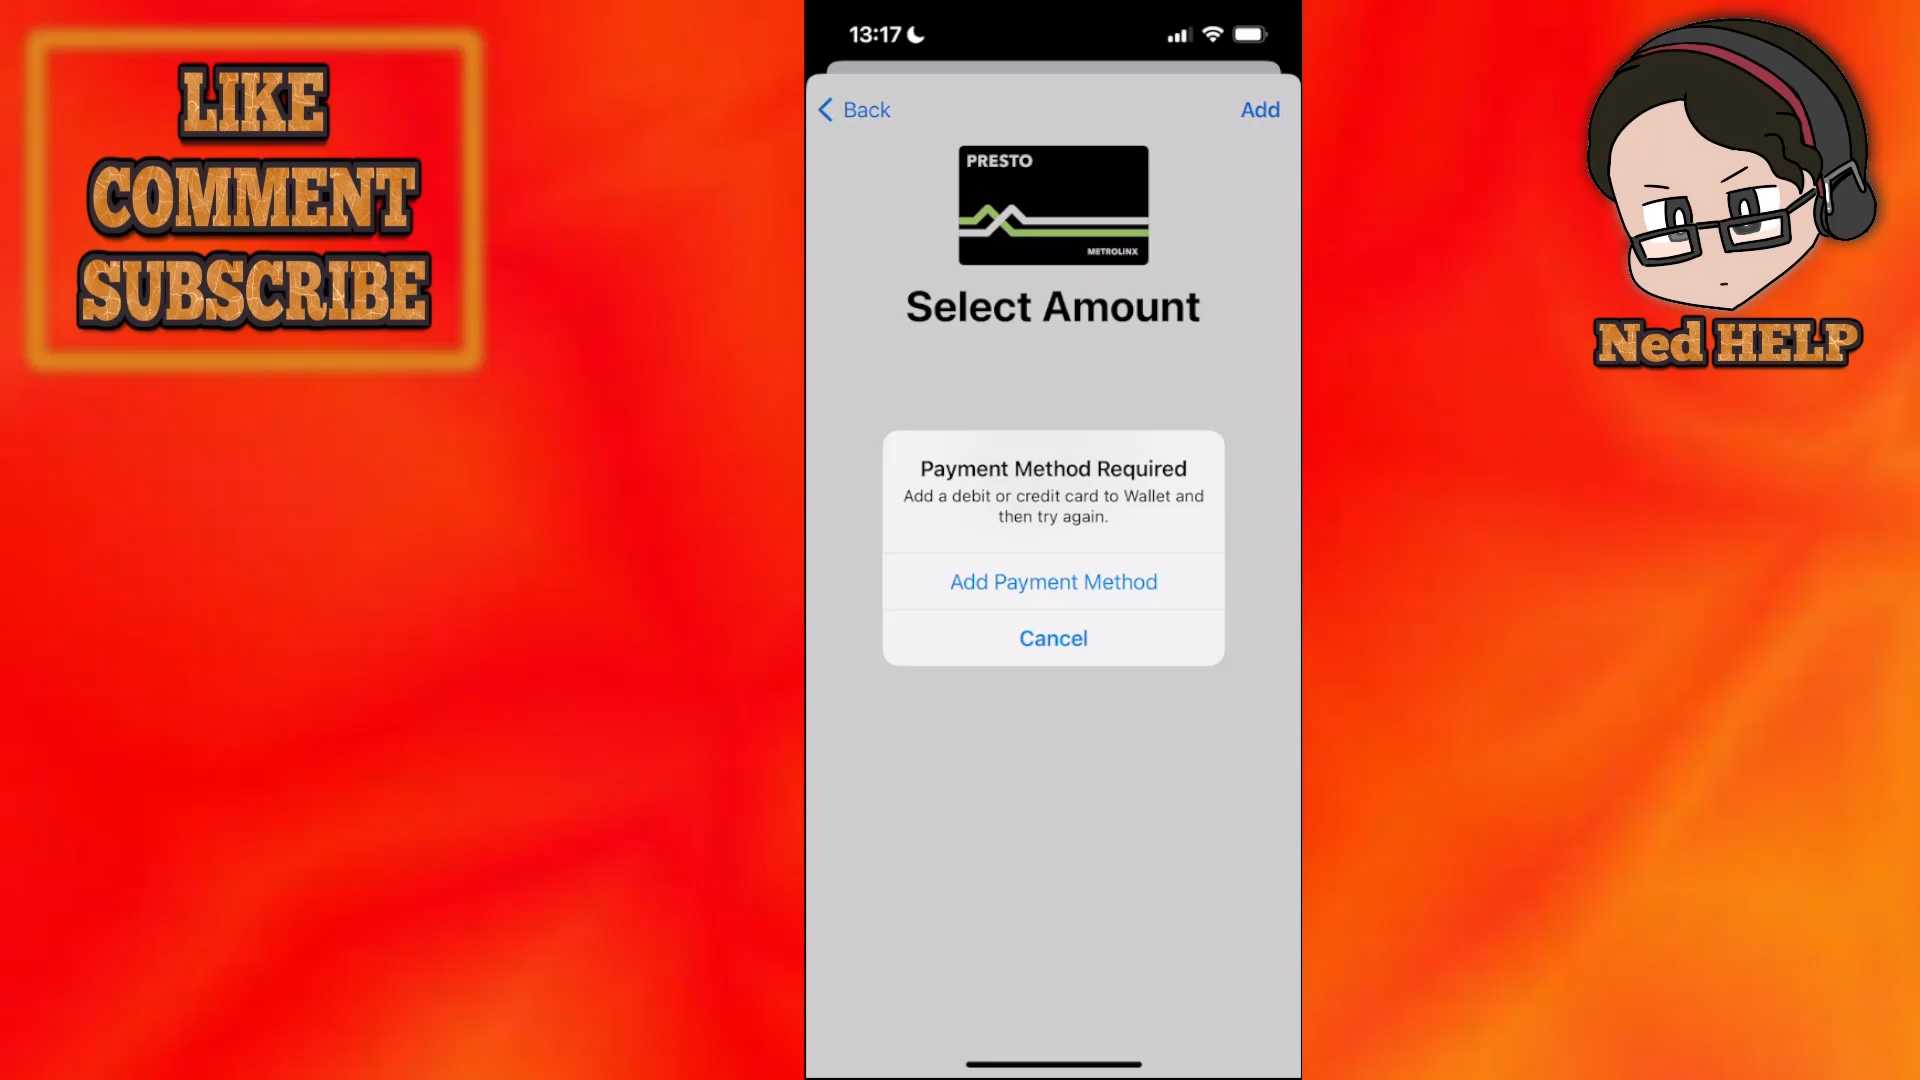 LIKE
COMMENT
SUBSCRIBE
13:17
Back
Add
PRESTO
METROLINX
Select Amount
Payment Method Required
Add a debit or credit card to Wallet and
then try again.
Add Payment Method
Cancel
Ned HELP